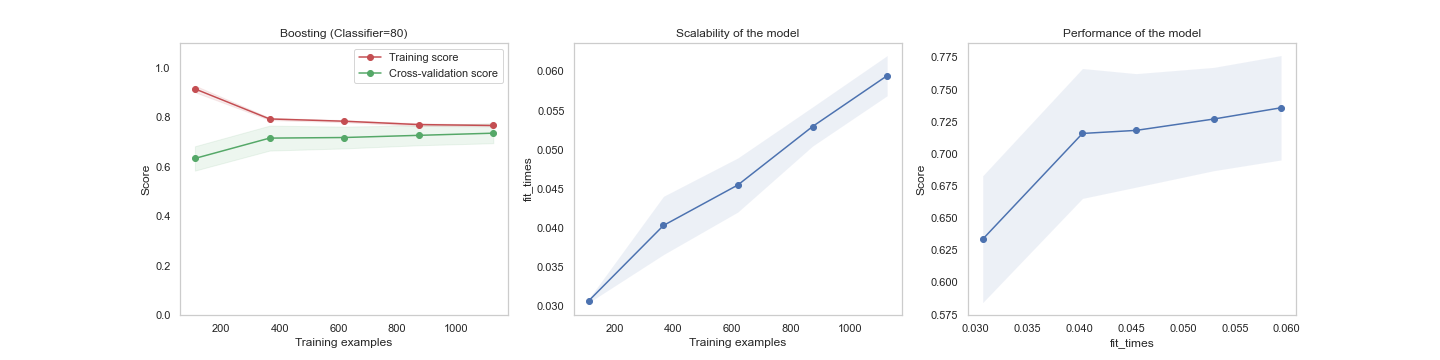 Boosting (Classifier=80)
Training score
Cross-validation score
1.0
0.8
0.6
0.4
0.2
0.0
Score
200 400 600 800 1000
Training examples
Scalability of the model
0.060
0.055
0.050
0.045
0.040
0.035
0.030
fit_times
200 400 600 800 1000
Training examples
Performance of the model
0.775
0.750
0.725
0.700
0.675
0.650
0.625
0.600
0.575
Score
0.030 0.035 0.040 0.045 0.050 0.055 0.060
fit_times